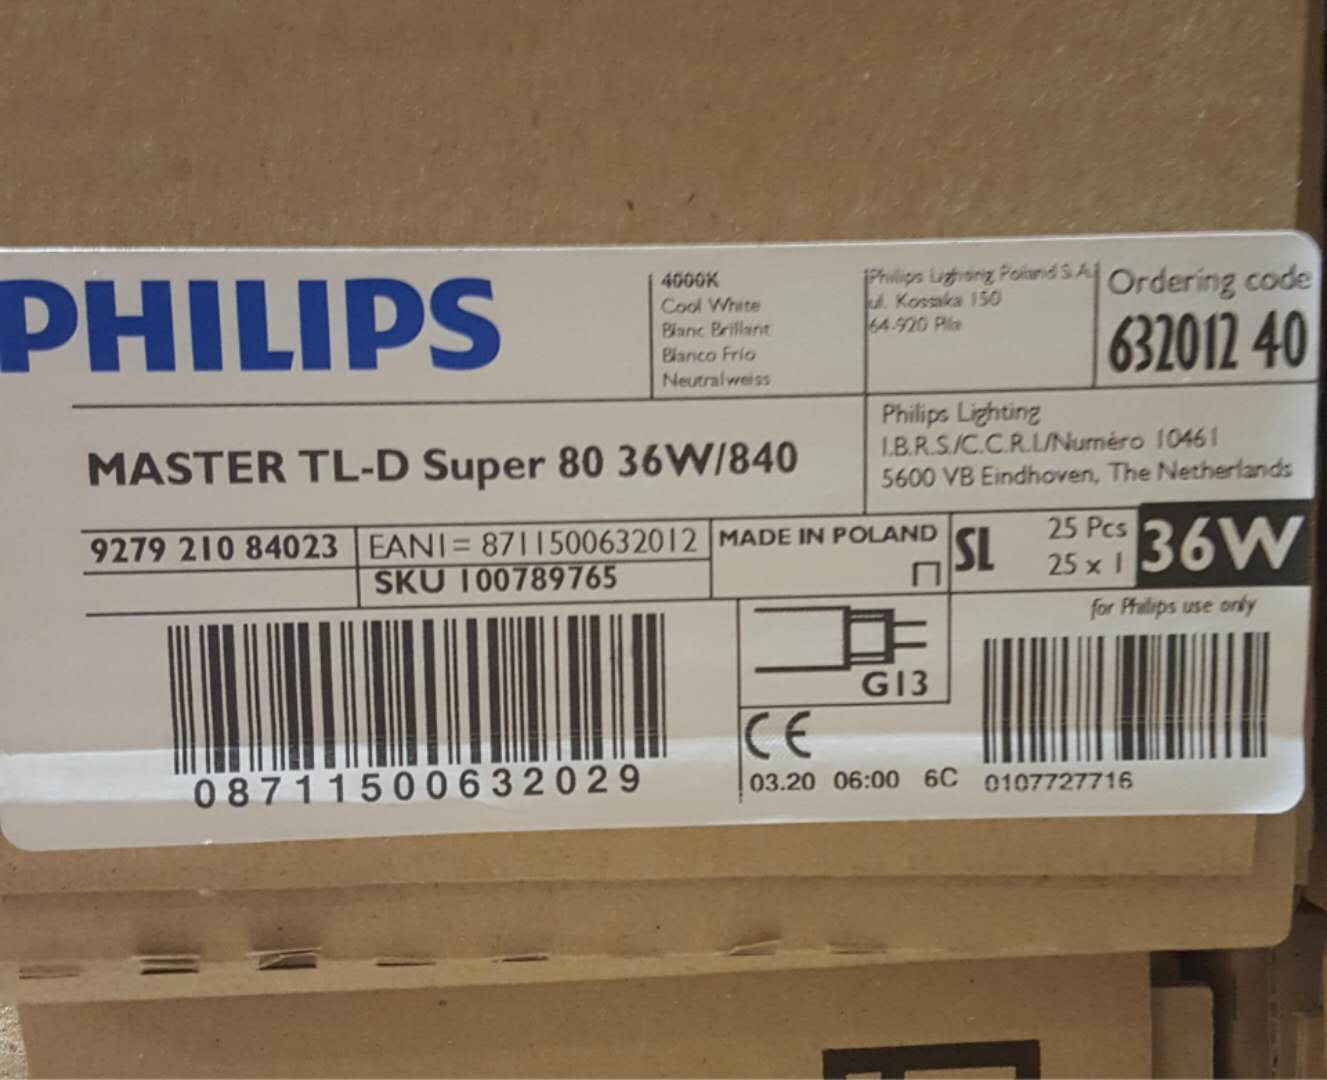 PHILIPS
4000K
Cool White
Blanc Brillant
Blanco Frío
Neutralweiss
Philips Lighting Poland S.A.
ul. Kossaka 150
64-920 Piła
Ordering code
632012 40
MASTER TL-D Super 80 36W/840
Philips Lighting
I.B.R.S./C.C.R.I./Numéro 10461
5600 VB Eindhoven, The Netherlands
9279 210 84023
EAN1= 8711500632012
SKU 100789765
MADE IN POLAND
SL
25 Pcs
25 x 1
36W
for Philips use only
G13
CE
08711500632029
03.20 06:00 6C
0107727716